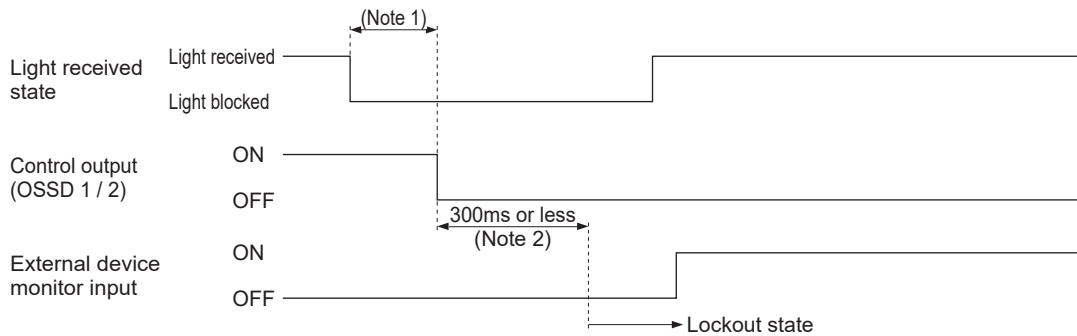 (Note 1)
Light received
state
Light received
Light blocked
Control output
(OSSD 1 / 2)
ON
OFF
300ms or less
(Note 2)
External device
monitor input
ON
OFF
Lockout state